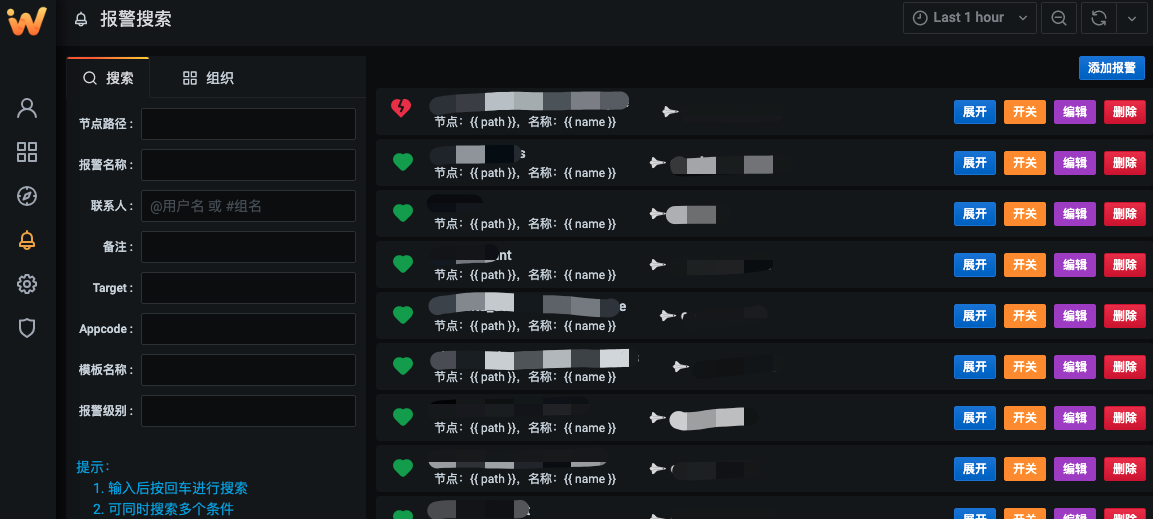 报警搜索
Last 1 hour
搜索 组织
添加报警
节点路径：
报警名称：
联系人： @用户名 或 #组名
备注：
Target：
Appcode：
模板名称：
报警级别：
提示：
1. 输入后按回车进行搜索
2. 可同时搜索多个条件
节点：{{ path }}，名称：{{ name }} 展开 开关 编辑 删除
s
节点：{{ path }}，名称：{{ name }} 展开 开关 编辑 删除
节点：{{ path }}，名称：{{ name }} 展开 开关 编辑 删除
nt
节点：{{ path }}，名称：{{ name }} 展开 开关 编辑 删除
e
节点：{{ path }}，名称：{{ name }} 展开 开关 编辑 删除
节点：{{ path }}，名称：{{ name }} 展开 开关 编辑 删除
节点：{{ path }}，名称：{{ name }} 展开 开关 编辑 删除
节点：{{ path }}，名称：{{ name }} 展开 开关 编辑 删除
展开 开关 编辑 删除